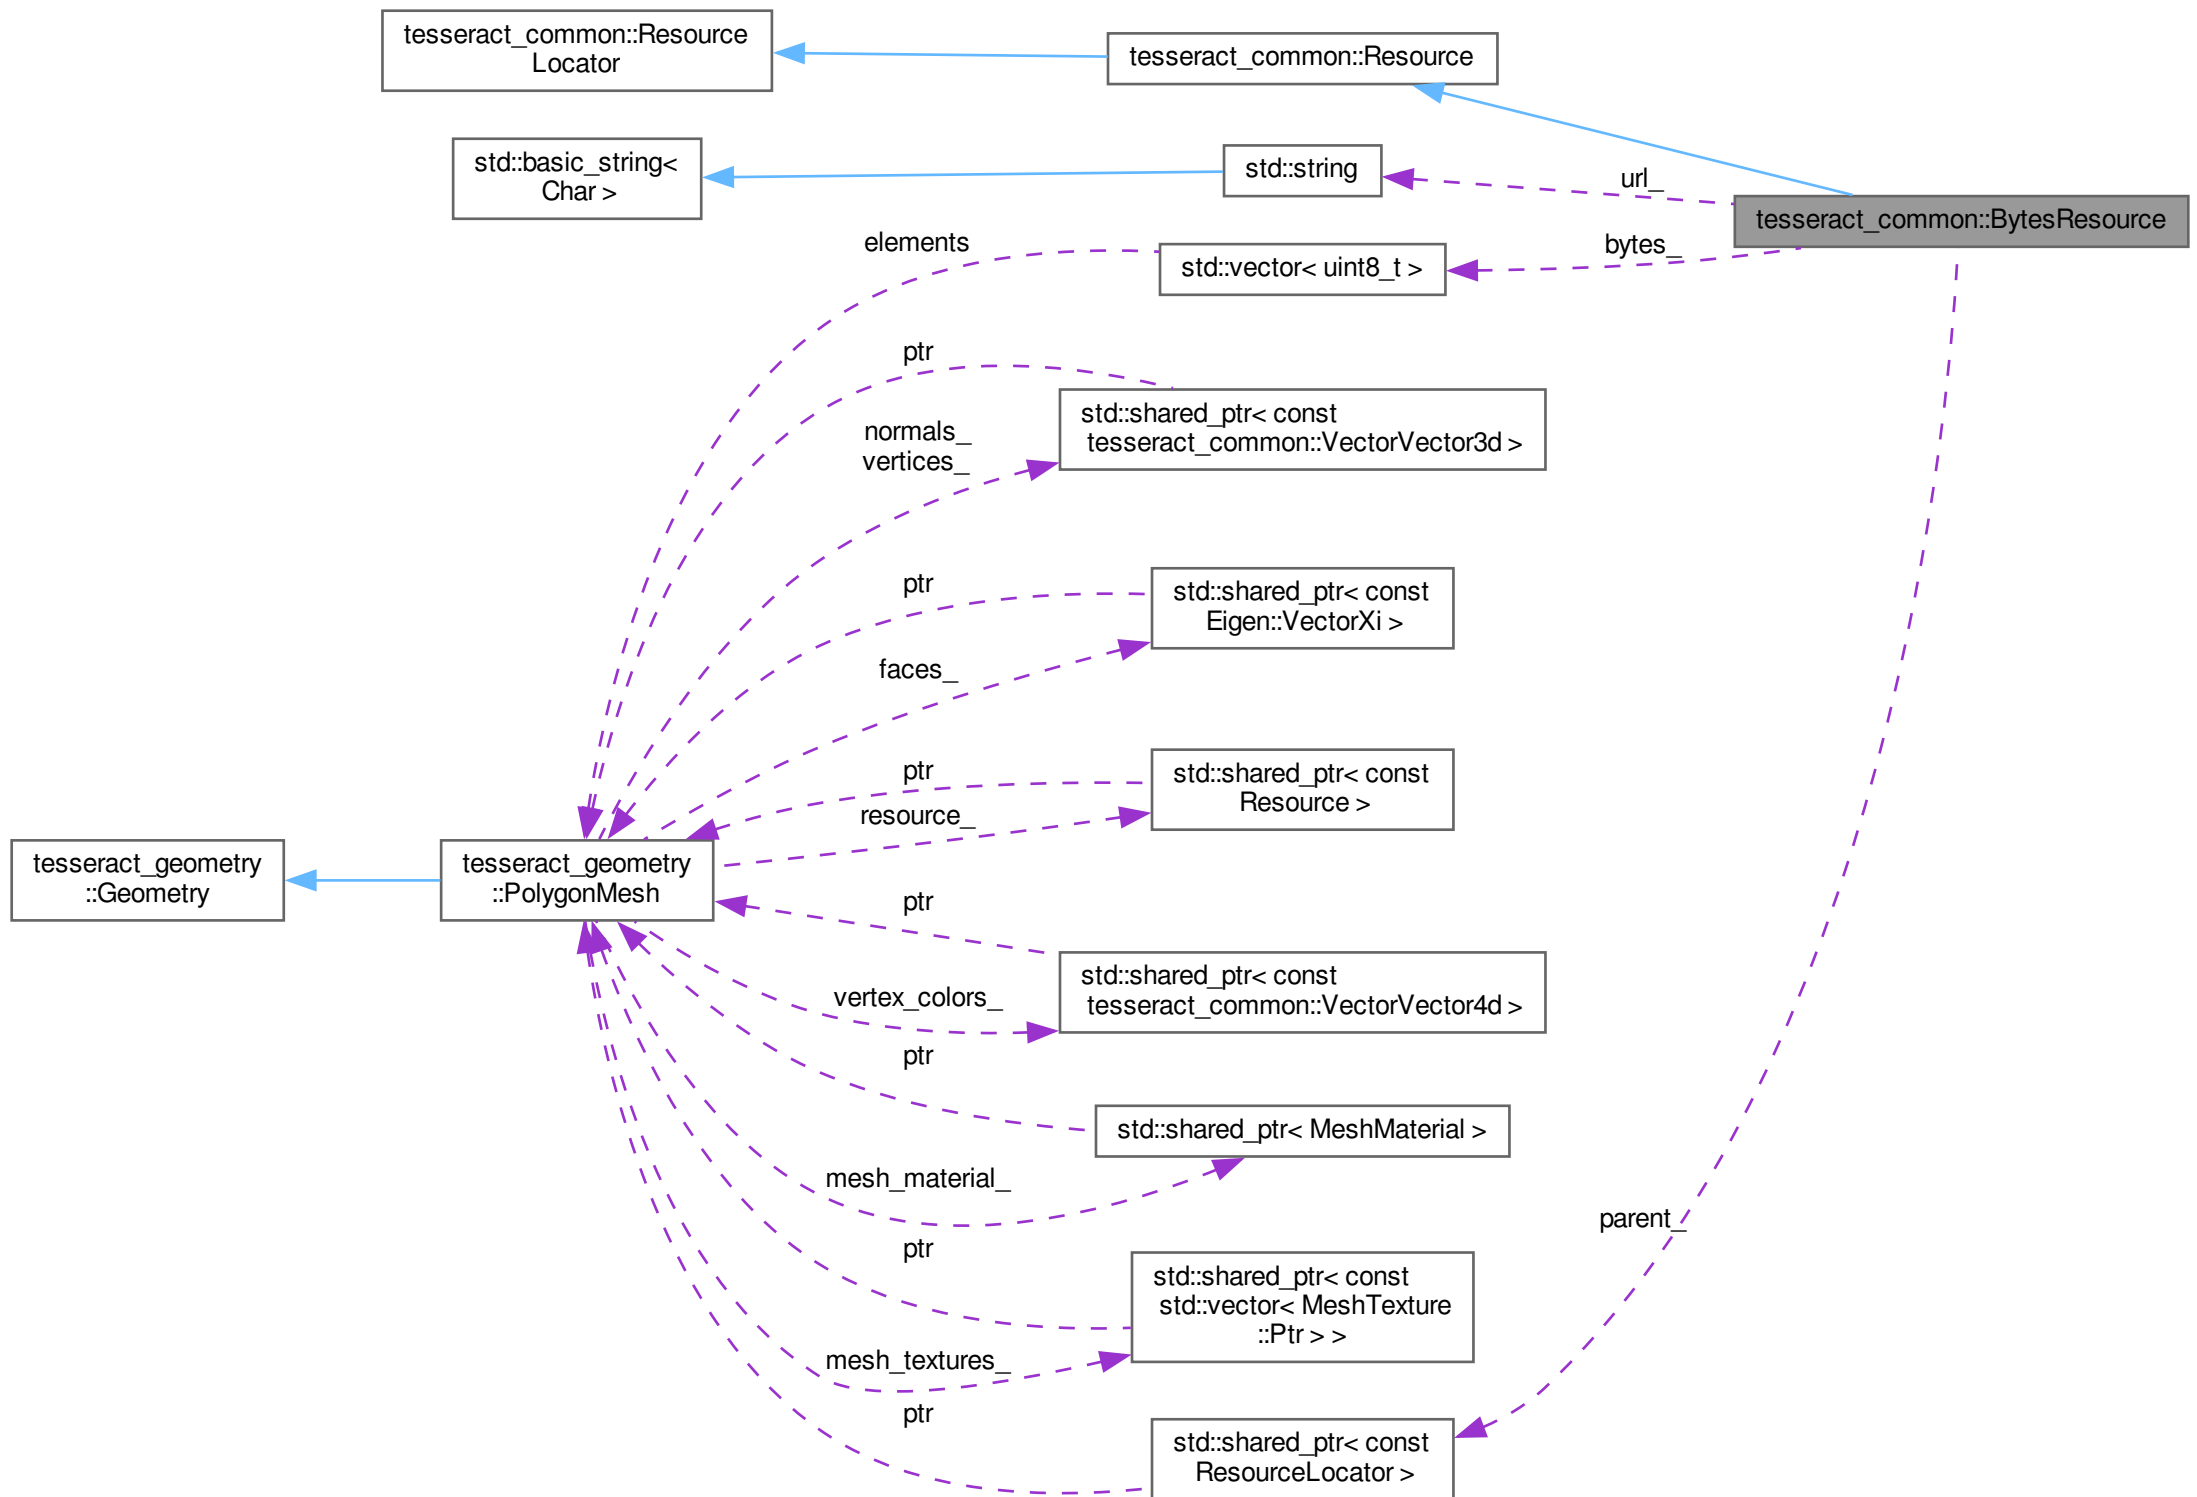 tesseract_common::Resource
Locator
tesseract_common::Resource
std::basic_string<
Char >
std::string
url_
tesseract_common::BytesResource
elements
std::vector< uint8_t >
bytes_
ptr
std::shared_ptr< const
tesseract_common::VectorVector3d >
normals_
vertices_
ptr
std::shared_ptr< const
Eigen::VectorXi >
faces_
ptr
std::shared_ptr< const
Resource >
resource_
tesseract_geometry
::Geometry
tesseract_geometry
::PolygonMesh
ptr
std::shared_ptr< const
tesseract_common::VectorVector4d >
vertex_colors_
ptr
std::shared_ptr< MeshMaterial >
mesh_material_
parent_
ptr
std::shared_ptr< const
std::vector< MeshTexture
::Ptr > >
mesh_textures_
ptr
std::shared_ptr< const
ResourceLocator >